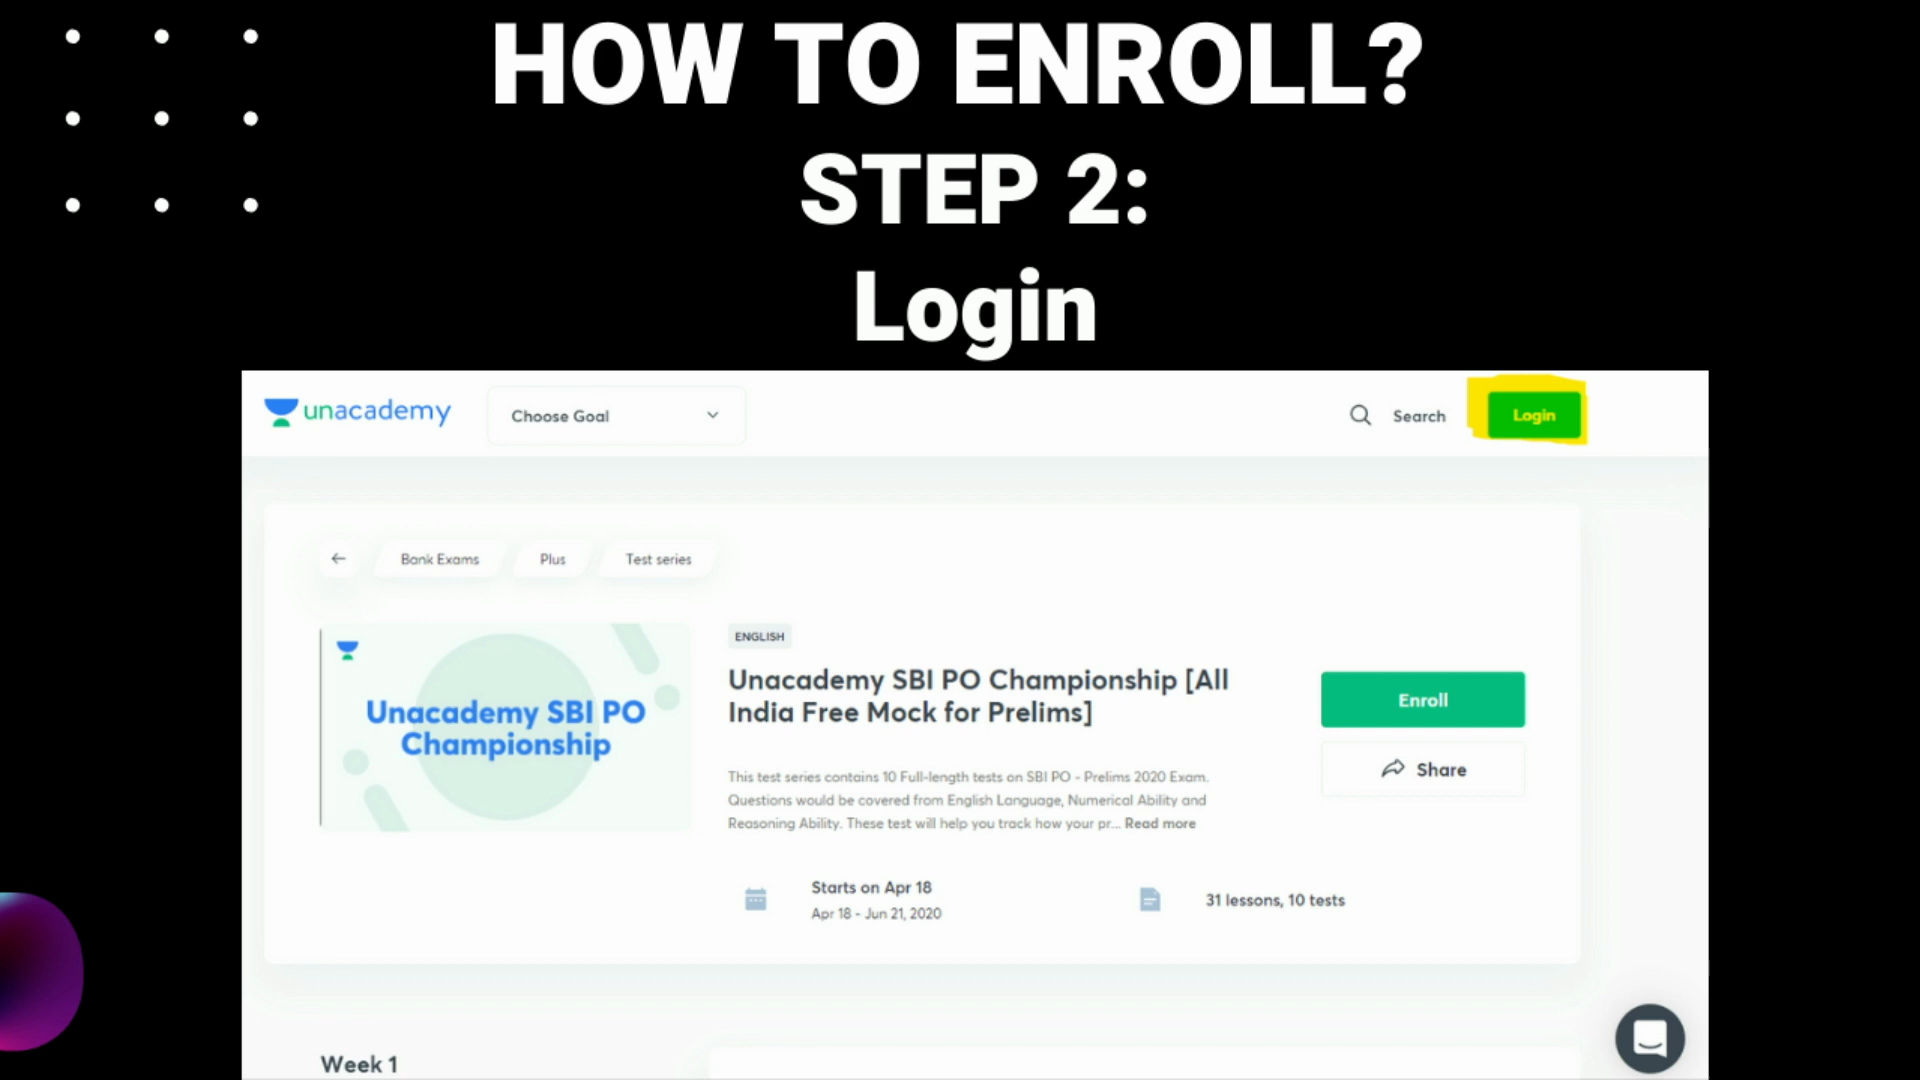 HOW TO ENROLL?
STEP 2:
Login
unacademy
Choose Goal
Search
Login
Bank Exams
Plus
Test series
Unacademy SBI PO
Championship
ENGLISH
Unacademy SBI PO Championship [All
India Free Mock for Prelims]
This test series contains 10 Full-length tests on SBI PO - Prelims 2020 Exam.
Questions would be covered from English Language, Numerical Ability and
Reasoning Ability. These test will help you track how your pr... Read more
Enroll
Share
Starts on Apr 18
Apr 18 - Jun 21, 2020
31 lessons, 10 tests
Week 1